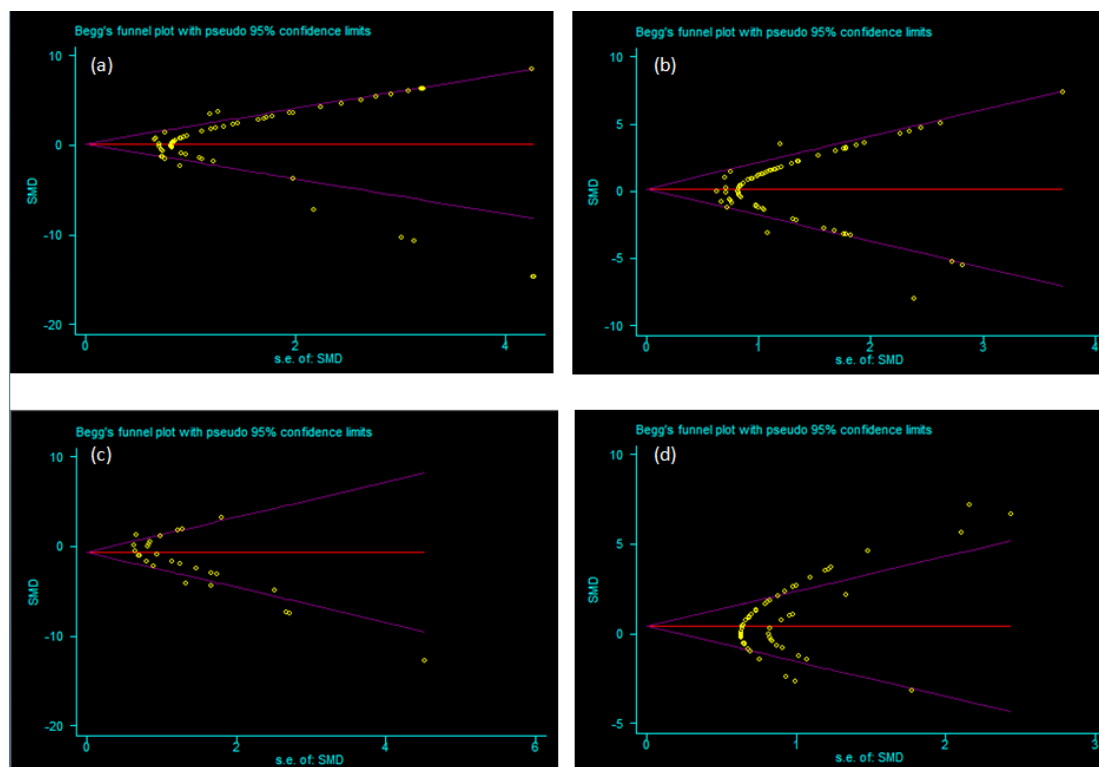 Begg's funnel plot with pseudo 95% confidence limits
(a)
10
0
-10
-20
SMD
0
2
4
s.e. of: SMD
Begg's funnel plot with pseudo 95% confidence limits
(b)
10
5
0
-5
-10
SMD
0
1
2
3
4
s.e. of: SMD
Begg's funnel plot with pseudo 95% confidence limits
(c)
10
0
-10
-20
SMD
0
2
4
6
s.e. of: SMD
Begg's funnel plot with pseudo 95% confidence limits
(d)
10
5
0
-5
SMD
0
1
2
3
s.e. of: SMD